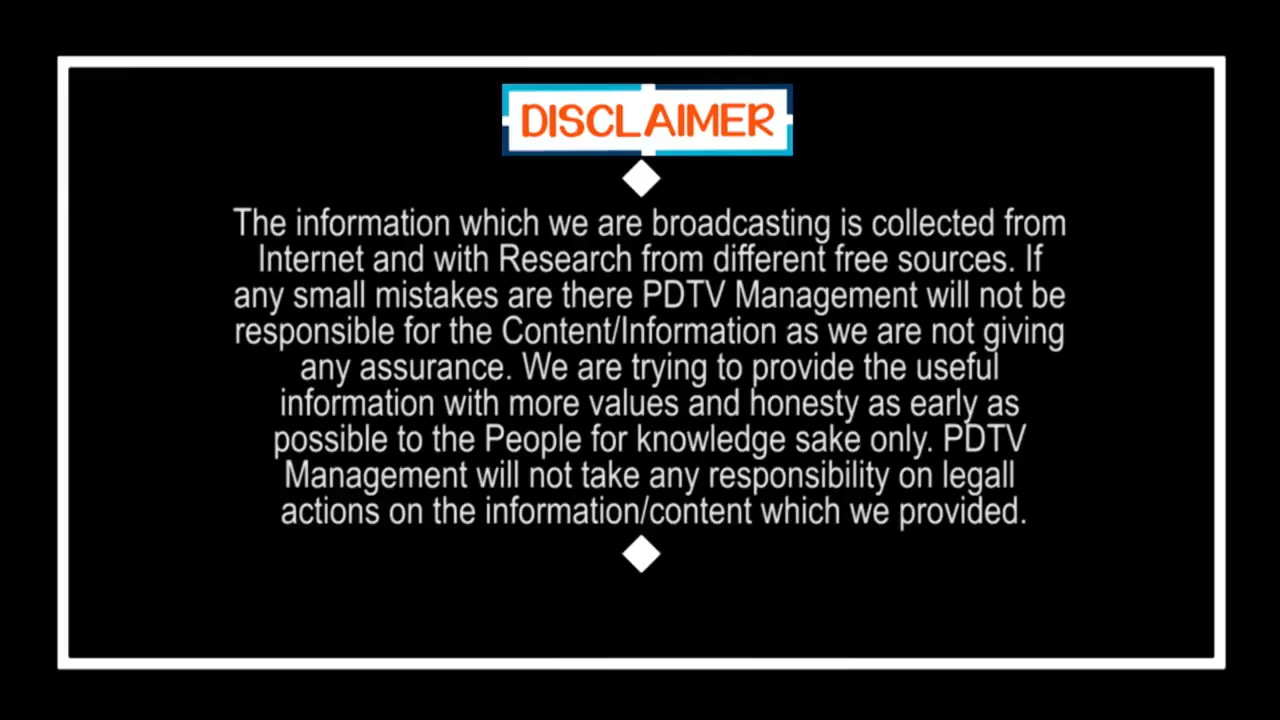 DISCLAIMER
The information which we are broadcasting is collected from
Internet and with Research from different free sources. If
any small mistakes are there PDTV Management will not be
responsible for the Content/Information as we are not giving
any assurance. We are trying to provide the useful
information with more values and honesty as early as
possible to the People for knowledge sake only. PDTV
Management will not take any responsibility on legall
actions on the information/content which we provided.